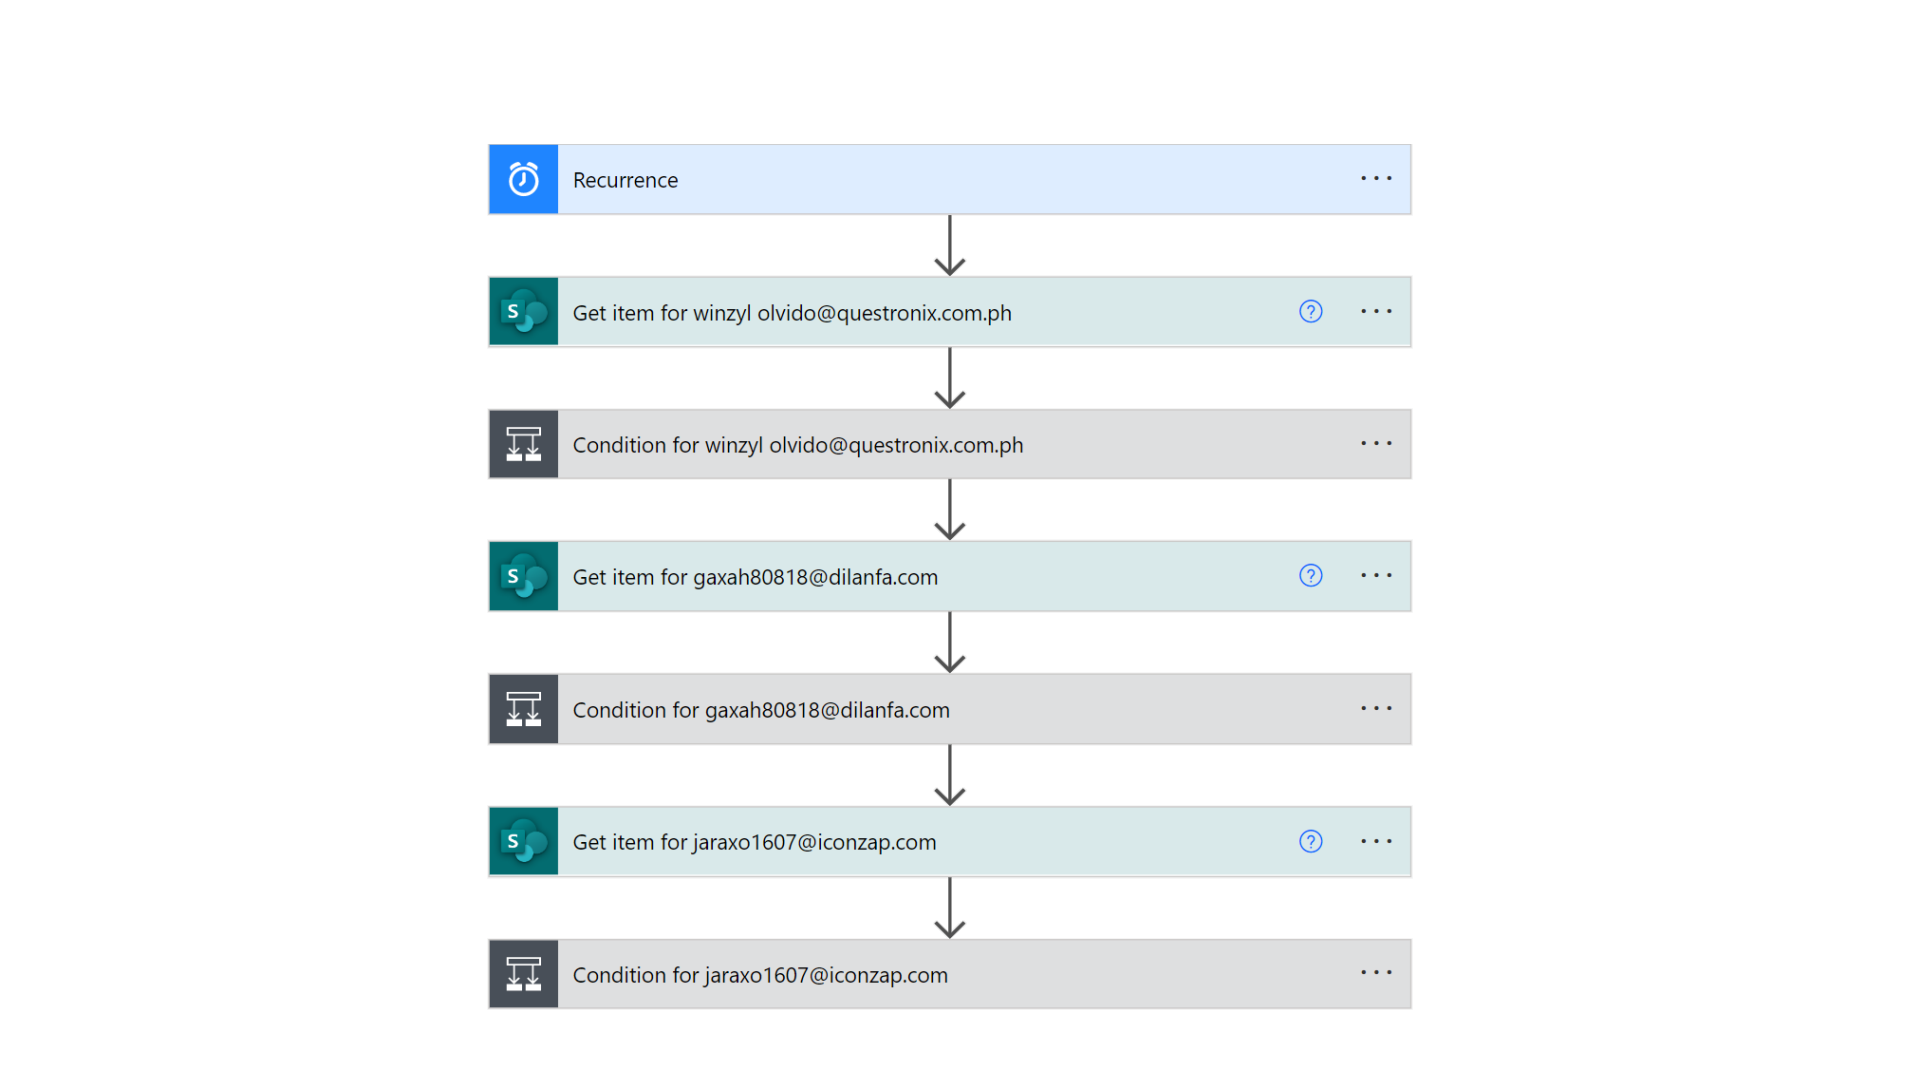 Recurrence
S
Get item for winzyl olvido@questronix.com.ph
?
Condition for winzyl olvido@questronix.com.ph
S
Get item for gaxah80818@dilanfa.com
?
Condition for gaxah80818@dilanfa.com
S
Get item for jaraxo1607@iconzap.com
?
Condition for jaraxo1607@iconzap.com